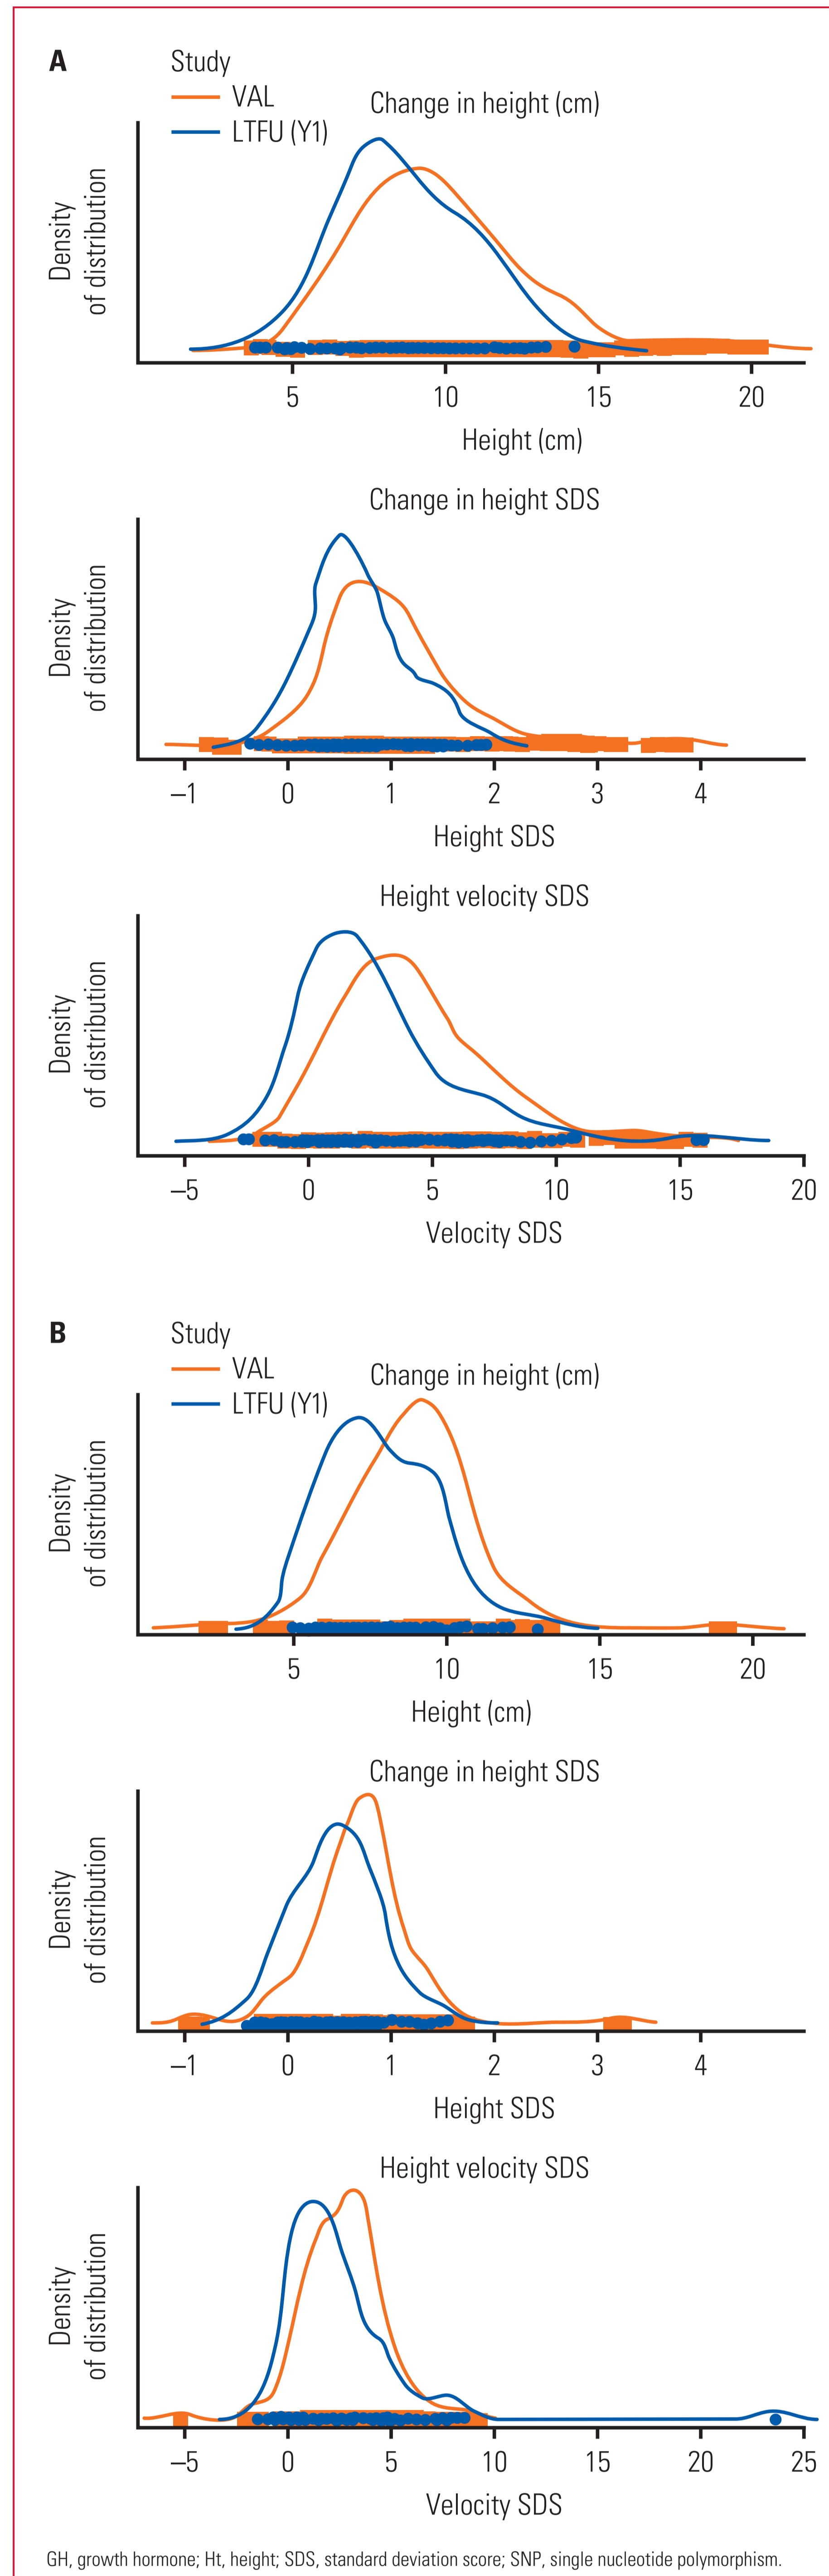 A
Study
VAL
LTFU (Y1)
Change in height (cm)
Density
of distribution
5 10 15 20
Height (cm)
Change in height SDS
Density
of distribution
–1 0 1 2 3 4
Height SDS
Height velocity SDS
Density
of distribution
–5 0 5 10 15 20
Velocity SDS
B
Study
VAL
LTFU (Y1)
Change in height (cm)
Density
of distribution
5 10 15 20
Height (cm)
Change in height SDS
Density
of distribution
–1 0 1 2 3 4
Height SDS
Height velocity SDS
Density
of distribution
–5 0 5 10 15 20 25
Velocity SDS
GH, growth hormone; Ht, height; SDS, standard deviation score; SNP, single nucleotide polymorphism.